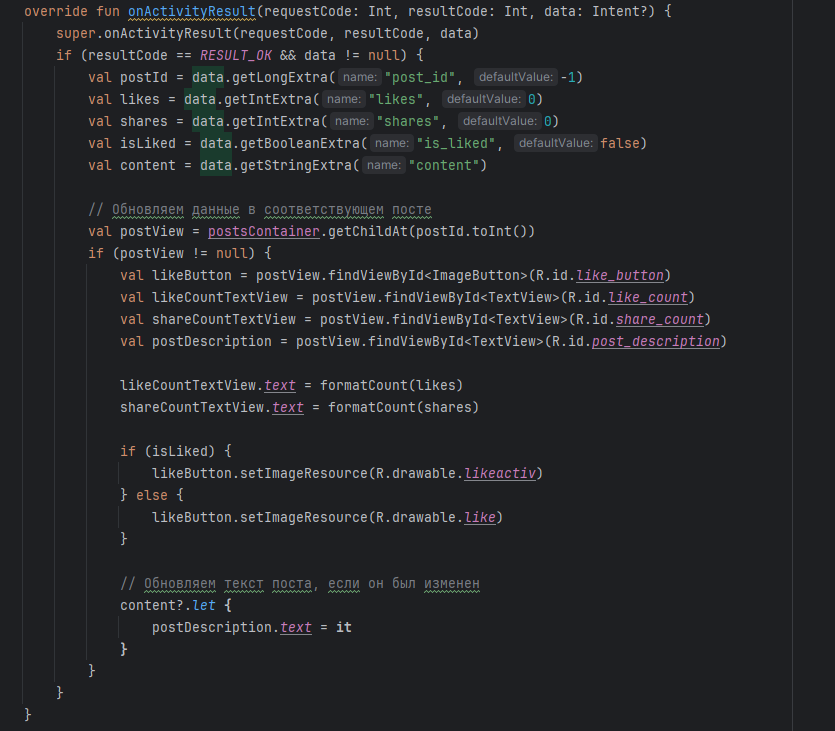 override fun onActivityResult(requestCode: Int, resultCode: Int, data: Intent?) {
super.onActivityResult(requestCode, resultCode, data)
if (resultCode == RESULT_OK && data != null) {
val postId = data.getLongExtra( name: "post_id", defaultValue: -1)
val likes = data.getIntExtra( name: "likes", defaultValue: 0)
val shares = data.getIntExtra( name: "shares", defaultValue: 0)
val isLiked = data.getBooleanExtra( name: "is_liked", defaultValue: false)
val content = data.getStringExtra( name: "content")
// Обновляем данные в соответствующем посте
val postView = postsContainer.getChildAt(postId.toInt())
if (postView != null) {
val likeButton = postView.findViewById<ImageButton>(R.id.like_button)
val likeCountTextView = postView.findViewById<TextView>(R.id.like_count)
val shareCountTextView = postView.findViewById<TextView>(R.id.share_count)
val postDescription = postView.findViewById<TextView>(R.id.post_description)
likeCountTextView.text = formatCount(likes)
shareCountTextView.text = formatCount(shares)
if (isLiked) {
likeButton.setImageResource(R.drawable.likeactiv)
} else {
likeButton.setImageResource(R.drawable.like)
}
// Обновляем текст поста, если он был изменен
content?.let {
postDescription.text = it
}
}
}
}